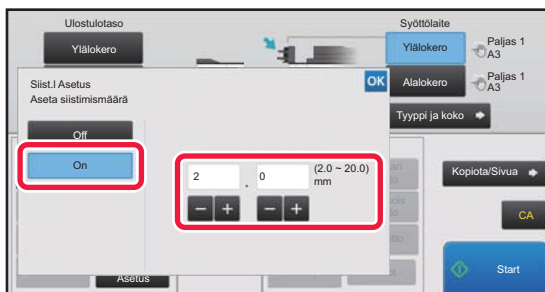 Ulostulotaso
Syöttölaite
Ylälokero
Ylälokero
Paljas 1
A3
Siist.l Asetus
OK
Alalokero
Paljas 1
A3
Aseta siistimismäärä
Tyyppi ja koko
Off
On
2 . 0 (2.0 ~ 20.0)
mm
Kopiota/Sivua
CA
Asetus
Start